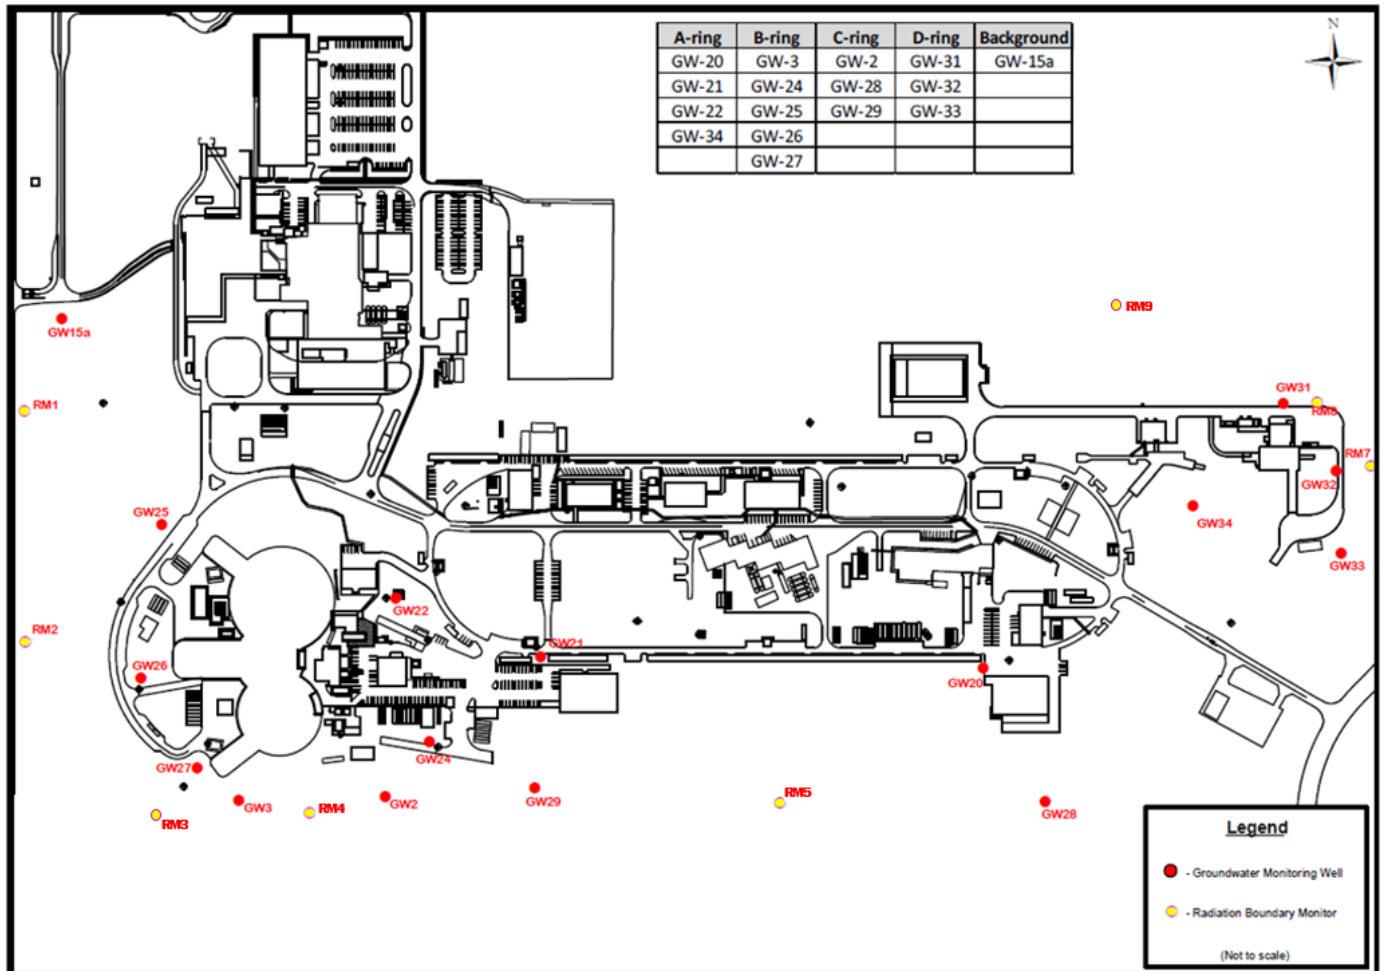 N
A-ring B-ring C-ring D-ring Background
GW-20 GW-3 GW-2 GW-31 GW-15a
GW-21 GW-24 GW-28 GW-32
GW-22 GW-25 GW-29 GW-33
GW-34 GW-26
GW-27
RM9
GW15a
GW31
RM1
RM8
RM7
GW32
GW34
GW25
GW33
GW22
RM2
GW21
GW26
GW20
GW24
GW27
GW3
RM4
GW2
GW29
RM5
GW28
RM3
Legend
- Groundwater Monitoring Well
- Radiation Boundary Monitor
(Not to scale)